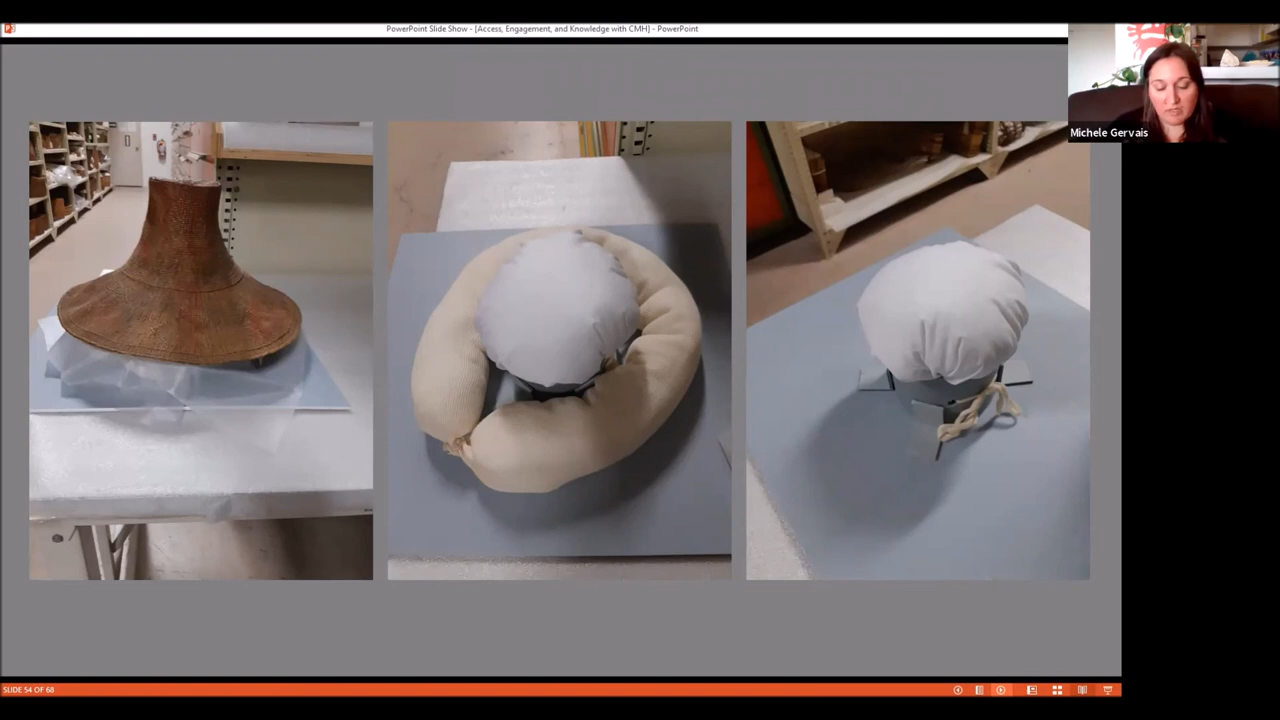 PowerPoint Slide Show - [Access, Engagement, and Knowledge with CMH] - PowerPoint
Michele Gervais
SLIDE 54 OF 68